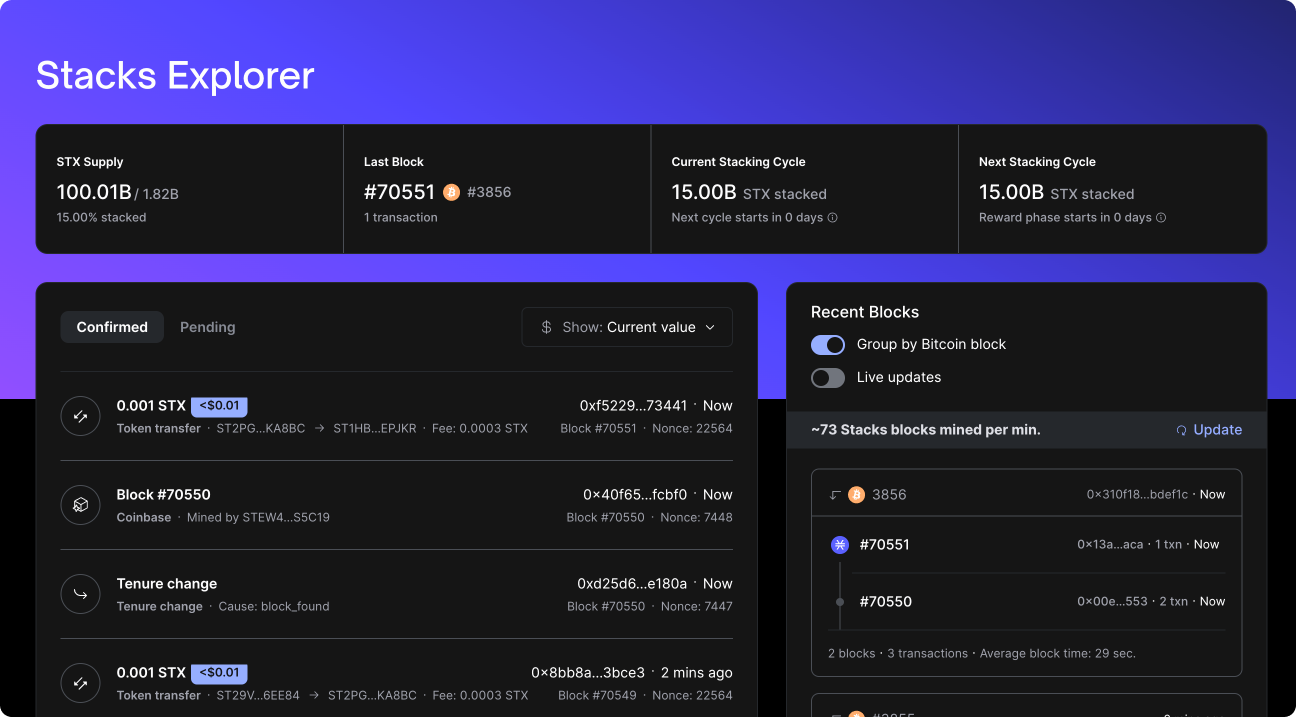 Stacks Explorer
STX Supply
100.01B / 1.82B
15.00% stacked
Last Block
#70551 #3856
1 transaction
Current Stacking Cycle
15.00B STX stacked
Next cycle starts in 0 days
Next Stacking Cycle
15.00B STX stacked
Reward phase starts in 0 days
Confirmed Pending $ Show: Current value
0.001 STX <$0.01 0xf5229...73441 · Now
Token transfer · ST2PG...KA8BC → ST1HB...EPJKR · Fee: 0.0003 STX Block #70551 · Nonce: 22564
Block #70550 0×40f65...fcbf0 · Now
Coinbase · Mined by STEW4...S5C19 Block #70550 · Nonce: 7448
Tenure change 0xd25d6...e180a · Now
Tenure change · Cause: block_found Block #70550 · Nonce: 7447
0.001 STX <$0.01 0×8bb8a...3bce3 · 2 mins ago
Token transfer · ST29V...6EE84 → ST2PG...KA8BC · Fee: 0.0003 STX Block #70549 · Nonce: 22564
Recent Blocks
Group by Bitcoin block
Live updates
~73 Stacks blocks mined per min. Update
3856 0×310f18...bdef1c · Now
#70551 0×13a...aca · 1 txn · Now
#70550 0×00e...553 · 2 txn · Now
2 blocks · 3 transactions · Average block time: 29 sec.